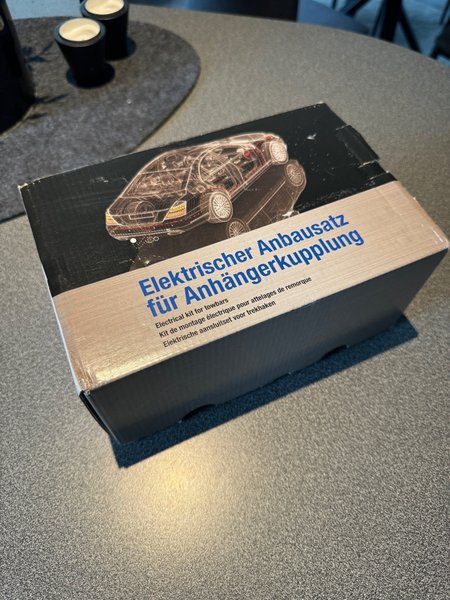 Elektrischer Anbausatz
für Anhängerkupplung
Electrical kit for towbars
Kit de montage électrique pour attelages de remorque
Elektrische aansluitset voor trekhaken